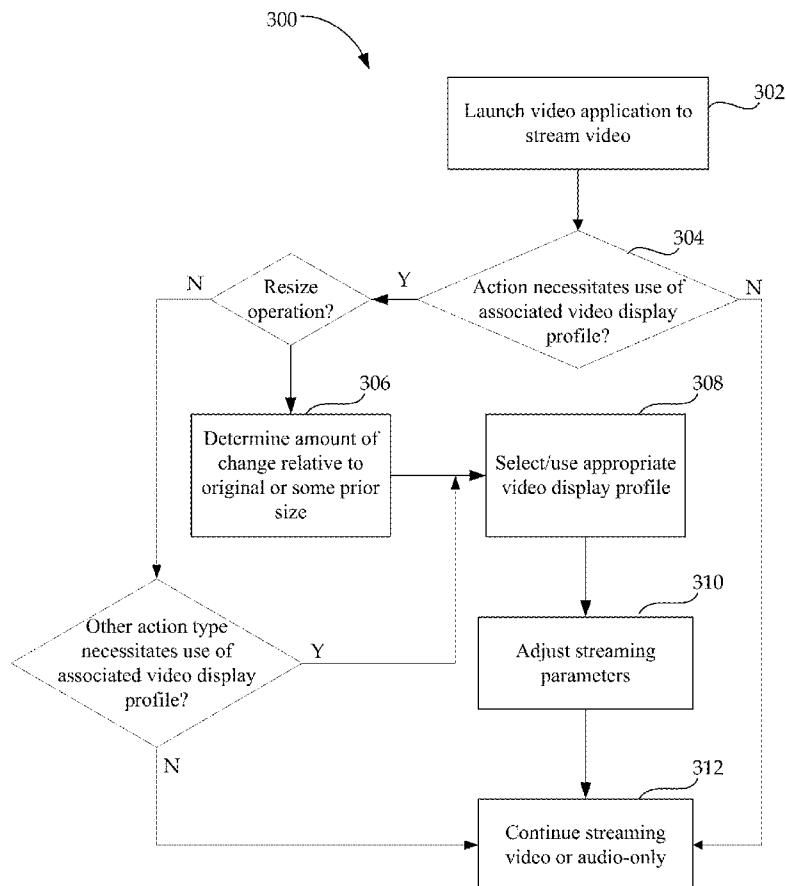 300
302
Launch video application to
stream video
304
Action necessitates use of
associated video display
profile?
N
Y
Resize
operation?
N
306
Determine amount of
change relative to
original or some prior
size
308
Select/use appropriate
video display profile
Other action type
necessitates use of
associated video display
profile?
Y
N
310
Adjust streaming
parameters
312
Continue streaming
video or audio-only